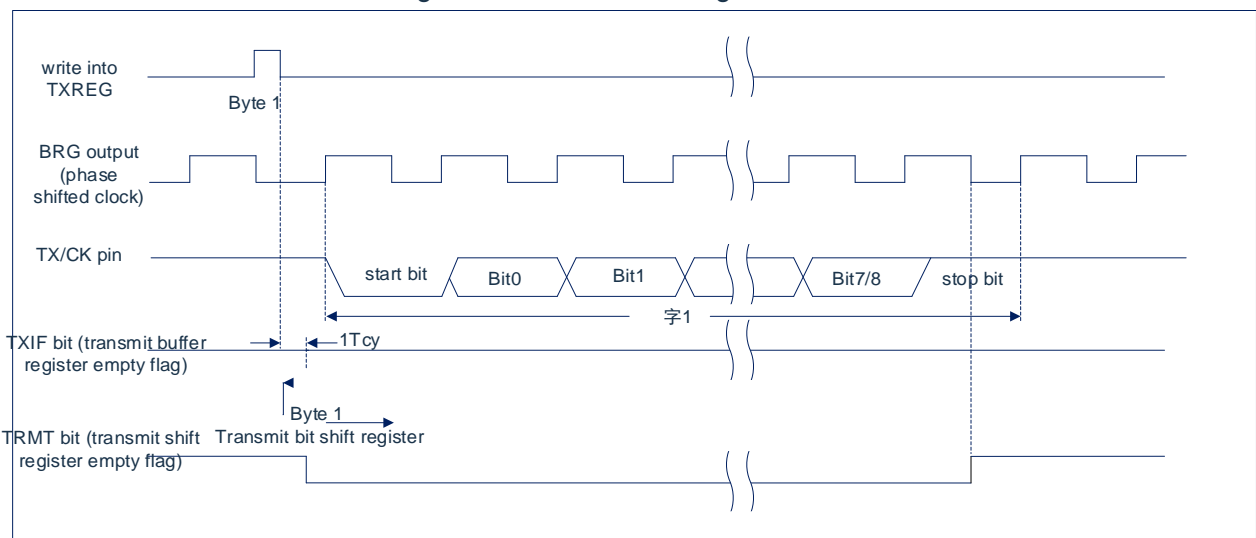 write into
TXREG
Byte 1
BRG output
(phase
shifted clock)
TX/CK pin
start bit
Bit0
Bit1
Bit7/8
stop bit
字1
TXIF bit (transmit buffer
register empty flag)
1Tcy
Byte 1
Transmit bit shift register
TRMT bit (transmit shift
register empty flag)